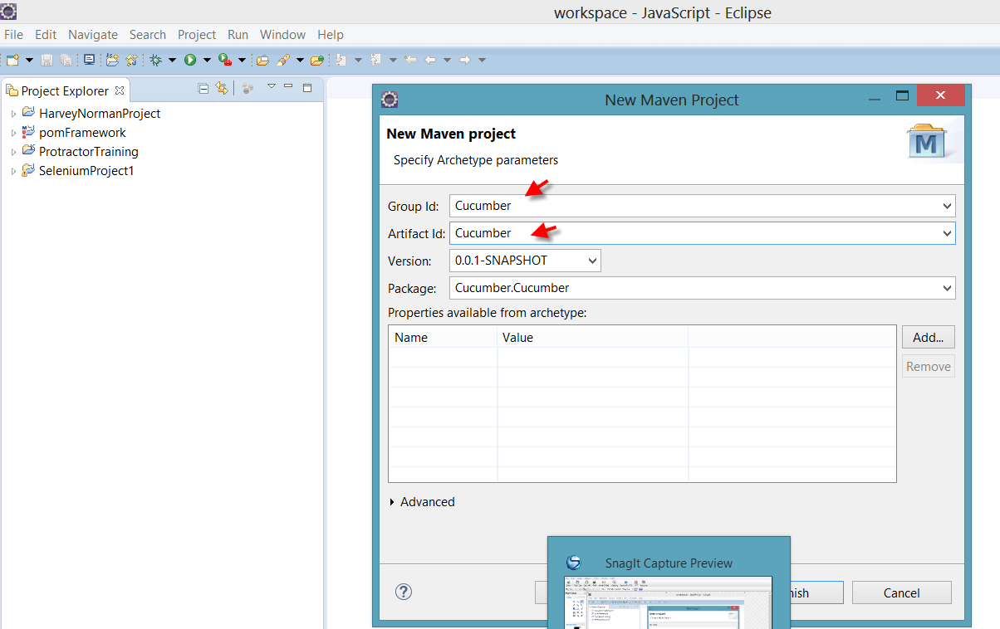 workspace - JavaScript - Eclipse
File Edit Navigate Search Project Run Window Help
Project Explorer
HarveyNormanProject
pomFramework
ProtractorTraining
SeleniumProject1
New Maven Project
New Maven project
Specify Archetype parameters
M
Group Id: Cucumber
Artifact Id: Cucumber
Version: 0.0.1-SNAPSHOT
Package: Cucumber.Cucumber
Properties available from archetype:
Name Value
Add...
Remove
Advanced
SnagIt Capture Preview
? nish Cancel